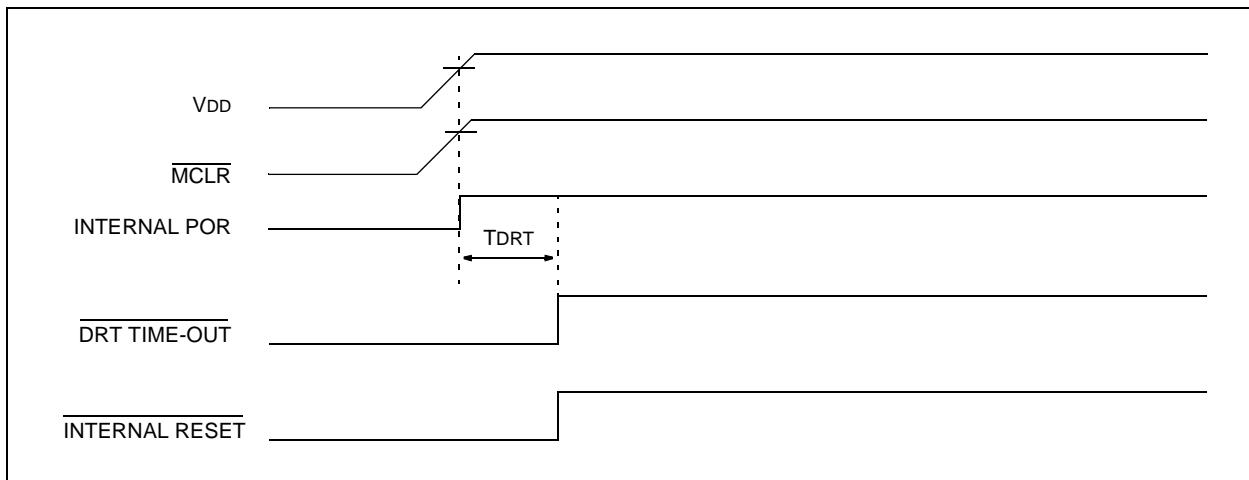 VDD
MCLR
INTERNAL POR
TDRT
DRT TIME-OUT
INTERNAL RESET